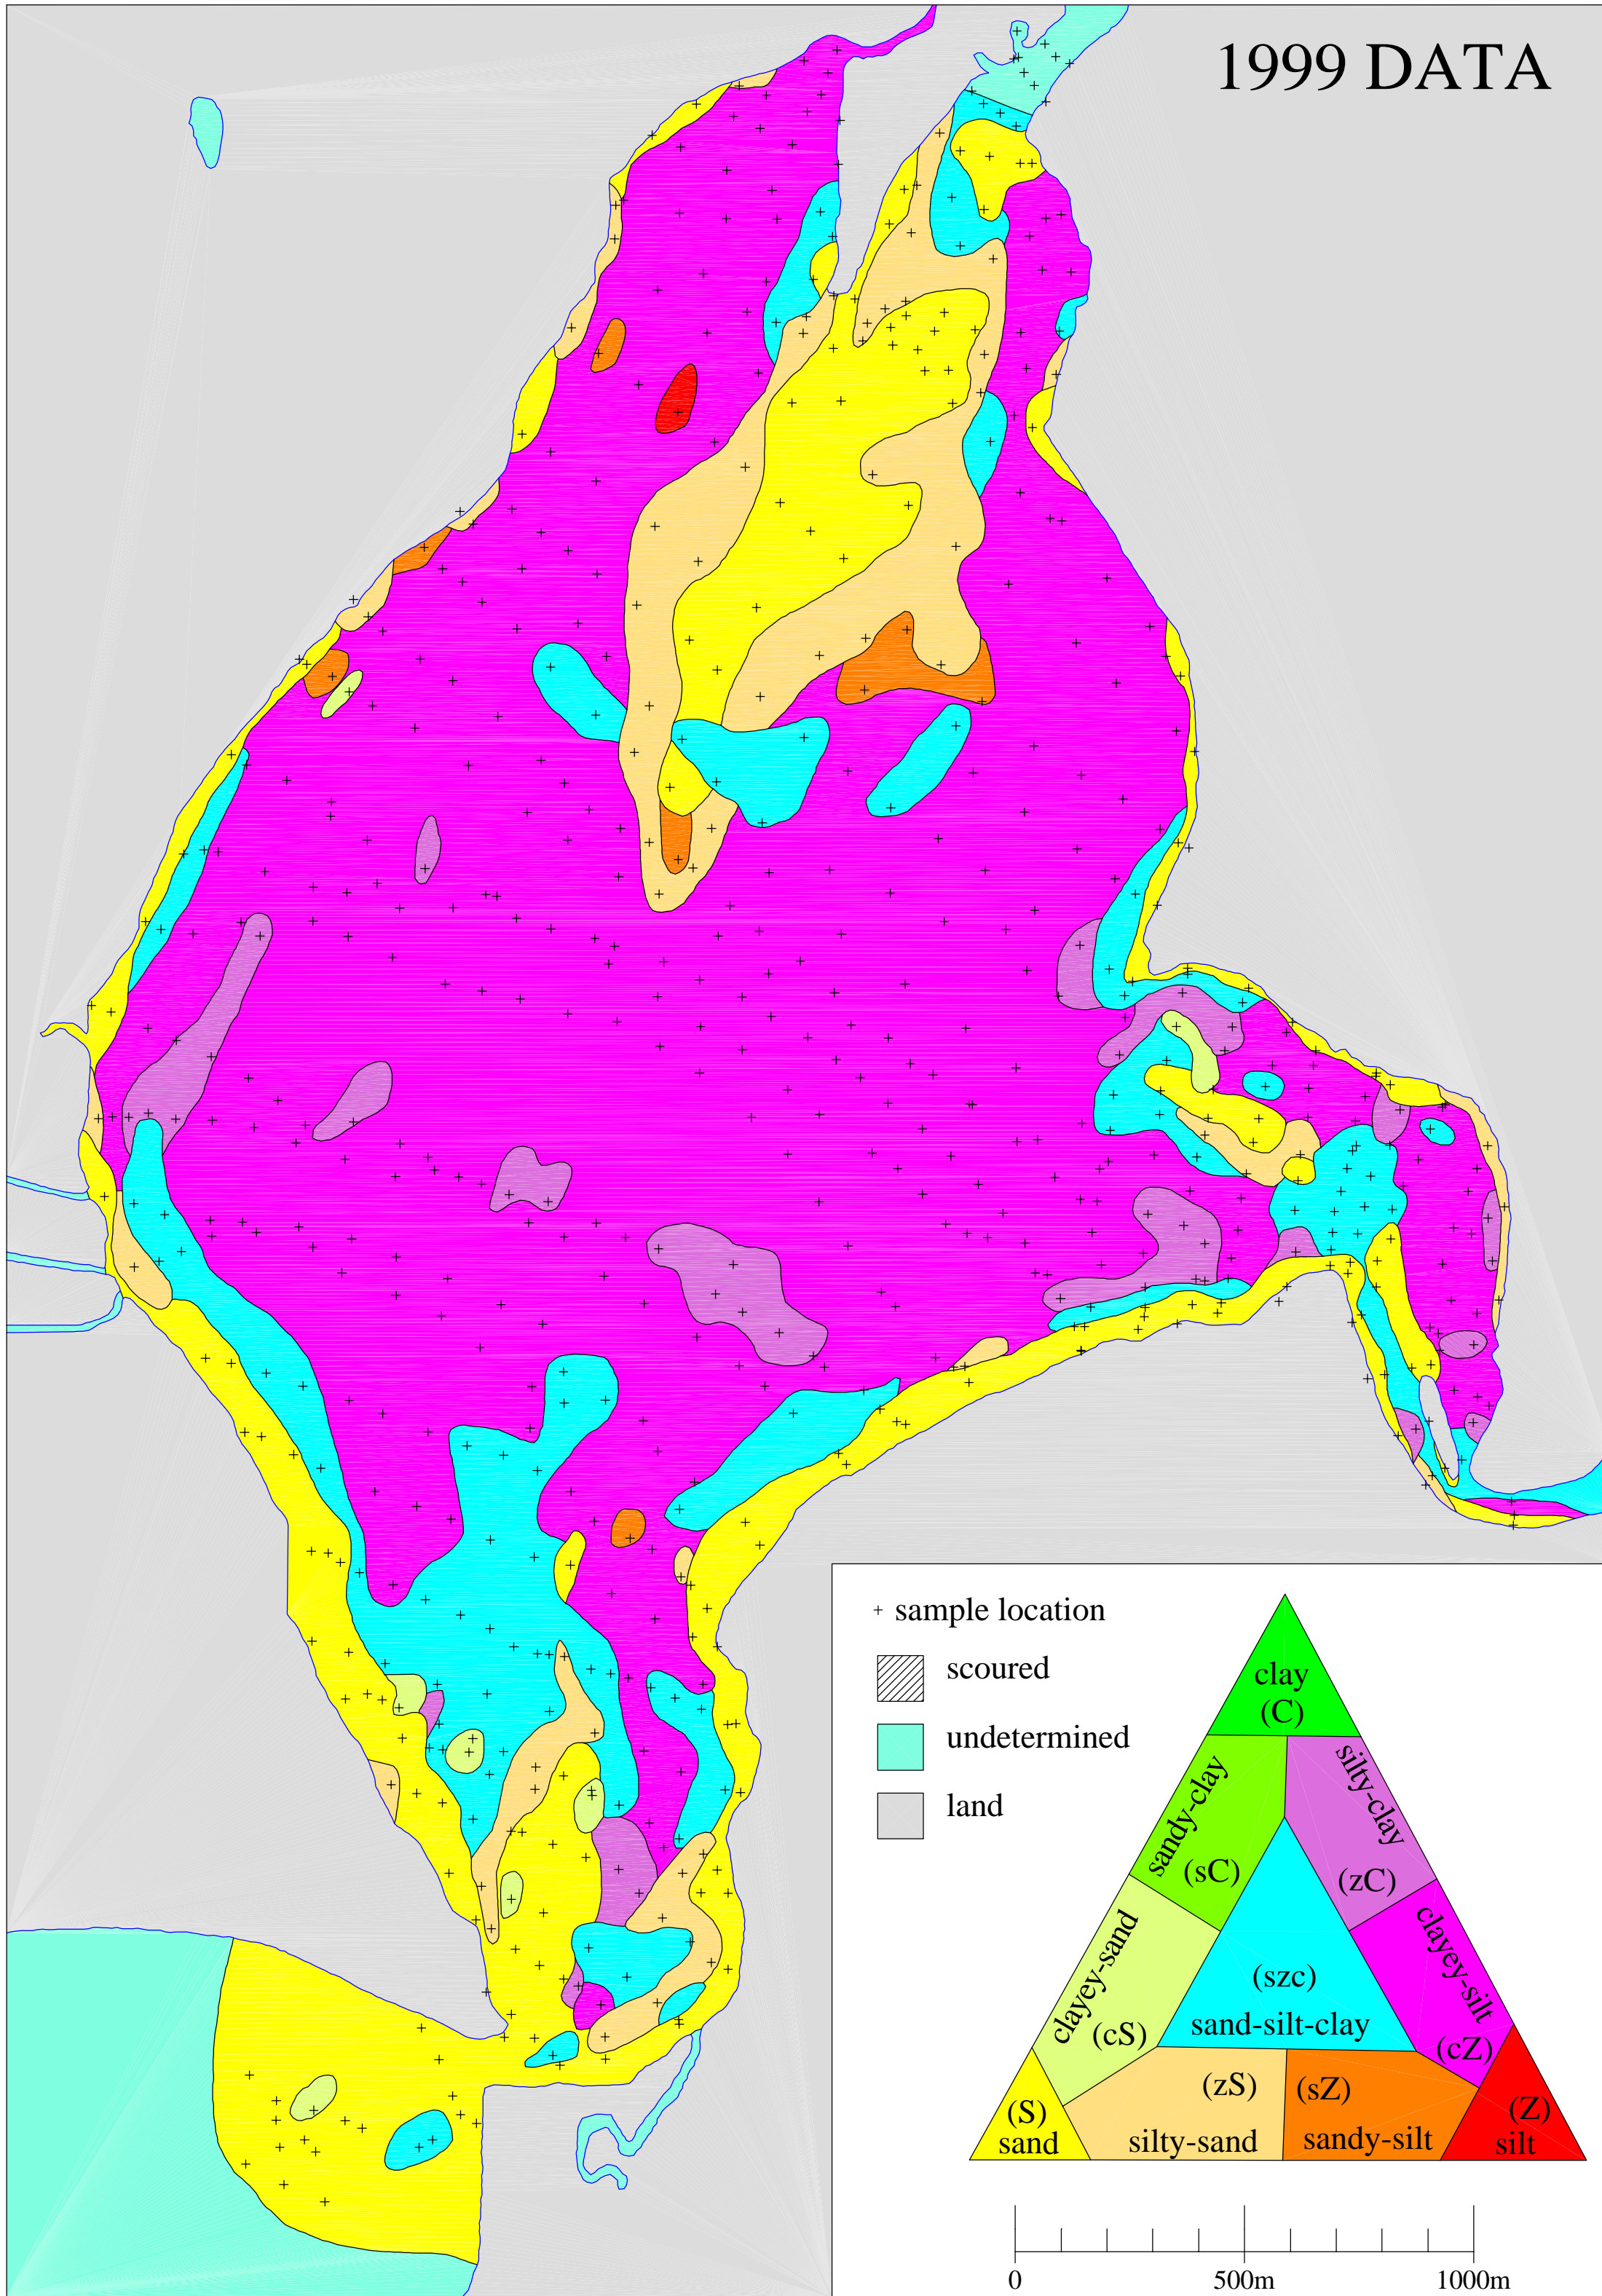 1999 DATA
sample location
scoured
undetermined
land
clay
(C)
sandy-clay
(sC)
silty-clay
(zC)
clayey-sand
(cS)
(szc)
sand-silt-clay
clayey-silt
(cZ)
(S)
sand
(zS)
silty-sand
(sZ)
sandy-silt
(Z)
silt
0 500m 1000m